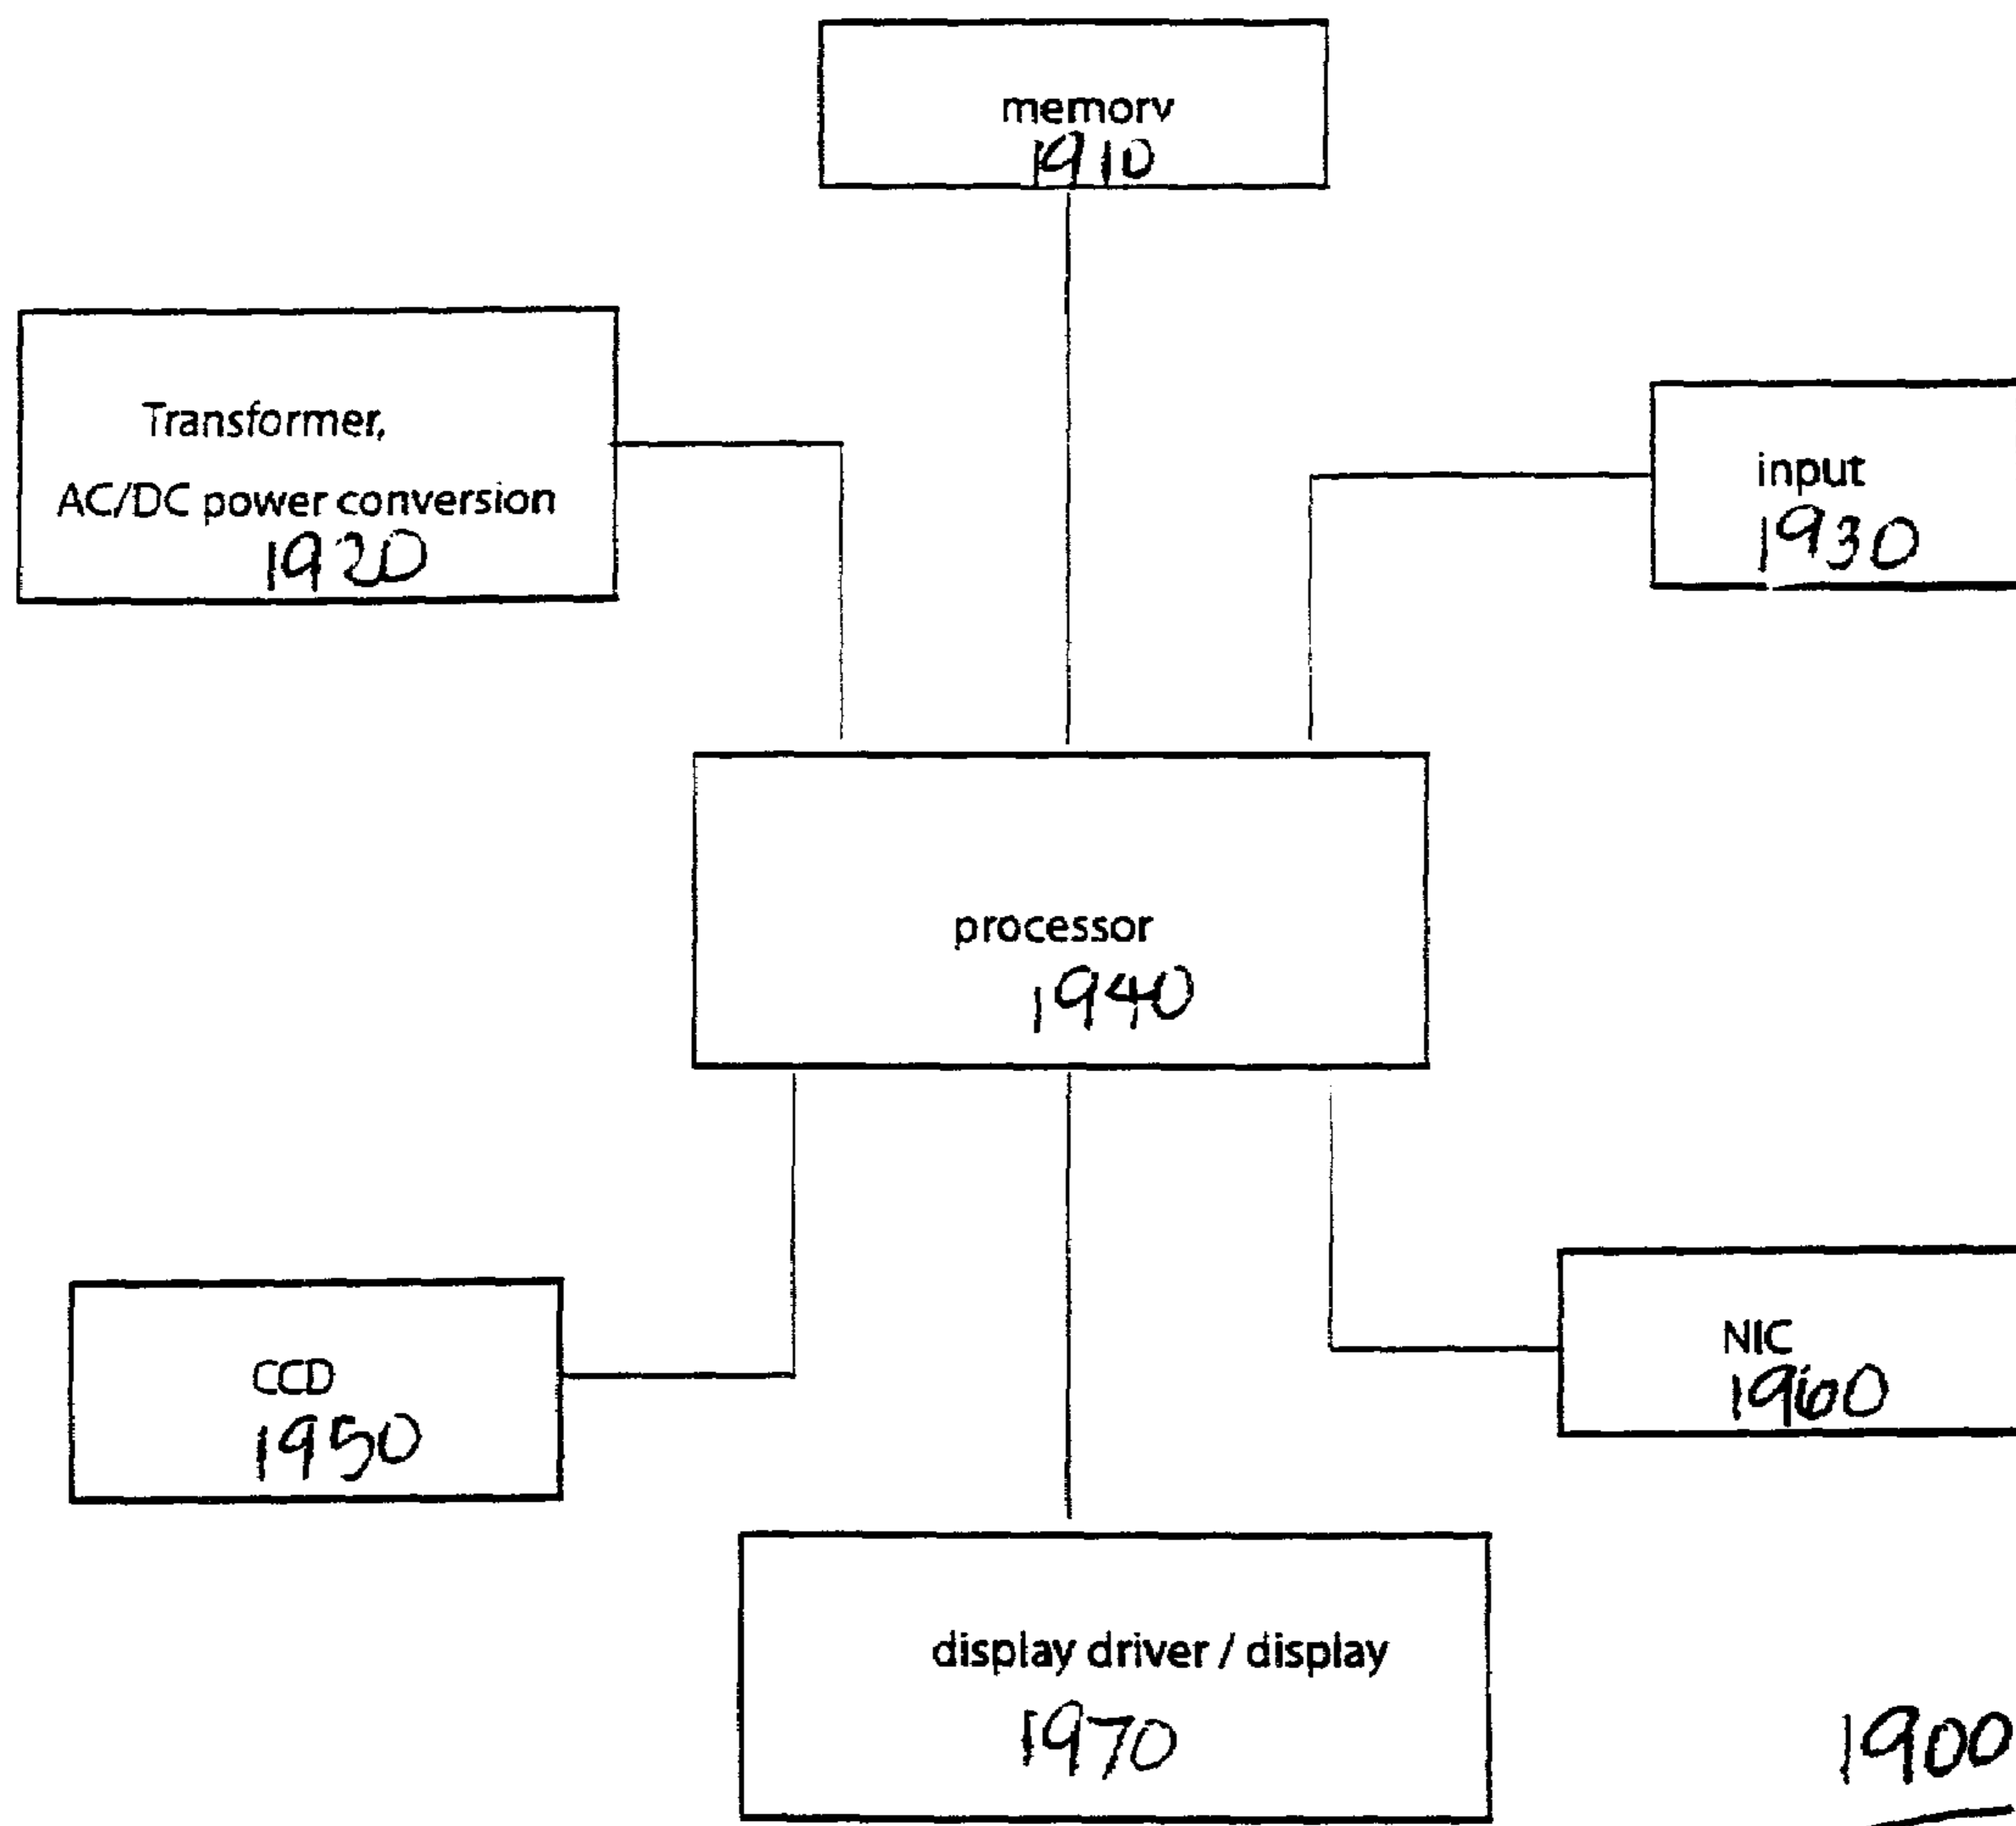 memory
1910
Transformer,
AC/DC power conversion
1920
input
1930
processor
1940
CCD
1950
NIC
1960
display driver / display
1970
1900